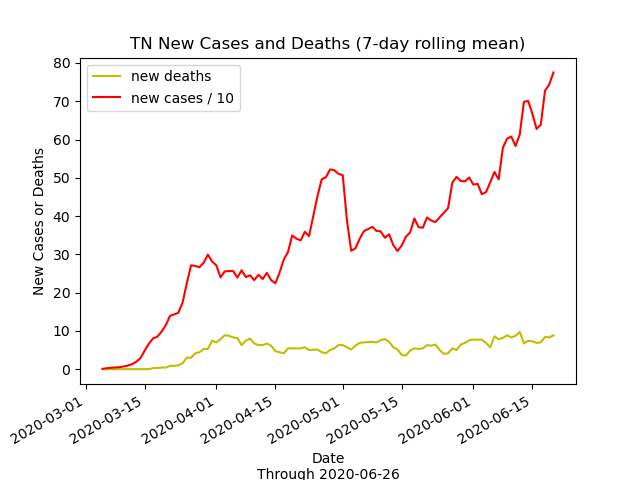 TN New Cases and Deaths (7-day rolling mean)
new deaths
new cases / 10
New Cases or Deaths
80
70
60
50
40
30
20
10
0
2020-03-01
2020-03-15
2020-04-01
2020-04-15
2020-05-01
2020-05-15
2020-06-01
2020-06-15
Date
Through 2020-06-26